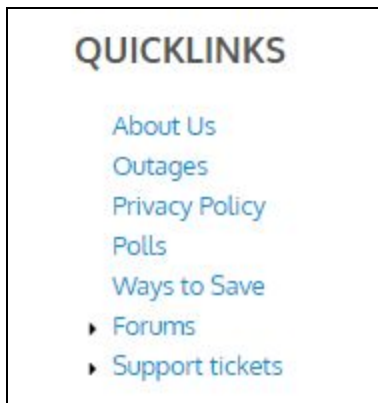 QUICKLINKS
About Us
Outages
Privacy Policy
Polls
Ways to Save
Forums
Support tickets